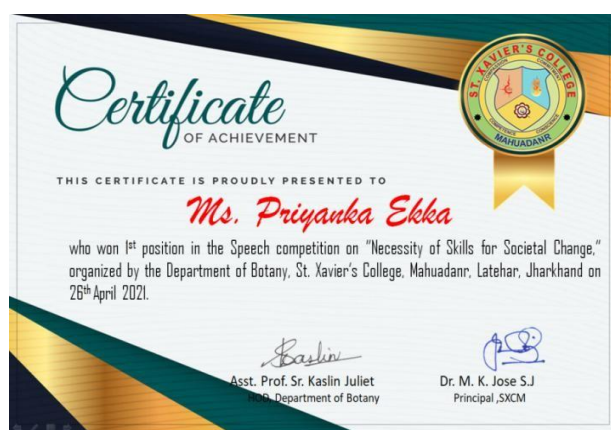 Certificate
OF ACHIEVEMENT
ST. XAVIER'S COLLEGE
MAHUADANR
THIS CERTIFICATE IS PROUDLY PRESENTED TO
Ms. Priyanka Ekka
who won 1st position in the Speech competition on "Necessity of Skills for Societal Change,"
organized by the Department of Botany, St. Xavier's College, Mahuadanr, Latehar, Jharkhand on
26th April 2021.
Kaslin
Asst. Prof. Sr. Kaslin Juliet
HOD, Department of Botany
Dr. M. K. Jose S.J
Principal ,SXCM